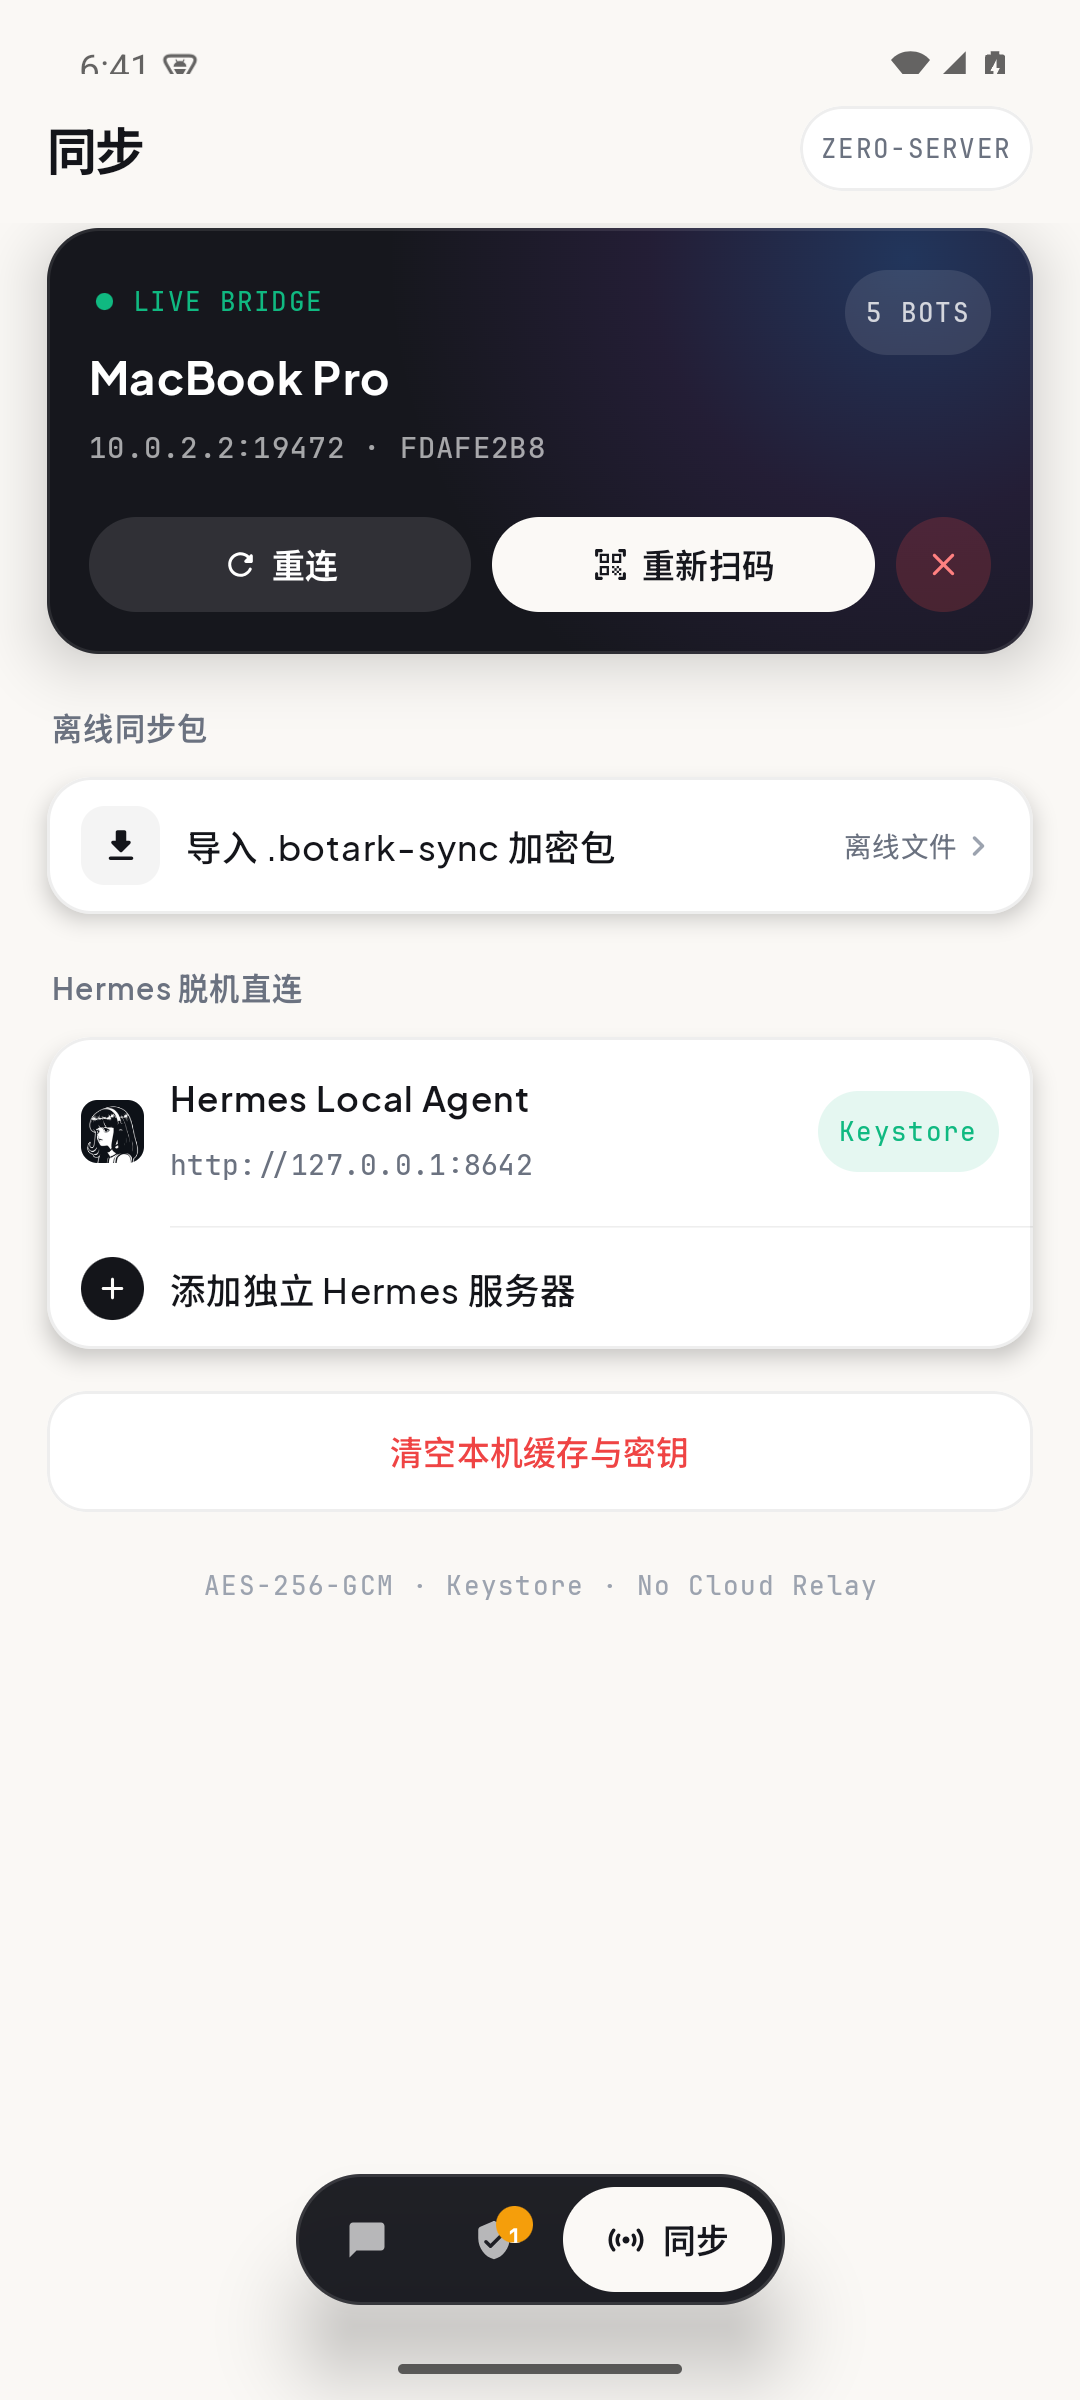 6:41
同步
ZERO-SERVER
LIVE BRIDGE
5 BOTS
MacBook Pro
10.0.2.2:19472 · FDAFE2B8
重连
重新扫码
离线同步包
导入 .botark-sync 加密包
离线文件
Hermes 脱机直连
Hermes Local Agent
http://127.0.0.1:8642
Keystore
添加独立 Hermes 服务器
清空本机缓存与密钥
AES-256-GCM · Keystore · No Cloud Relay
1
同步